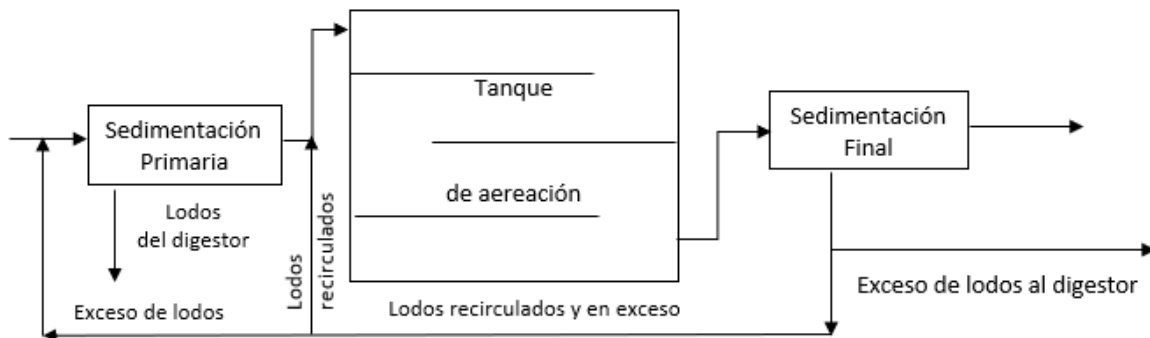 Sedimentación
Primaria
Lodos
del digestor
Exceso de lodos
Lodos
recirculados
Tanque
de aereación
Lodos recirculados y en exceso
Sedimentación
Final
Exceso de lodos al digestor